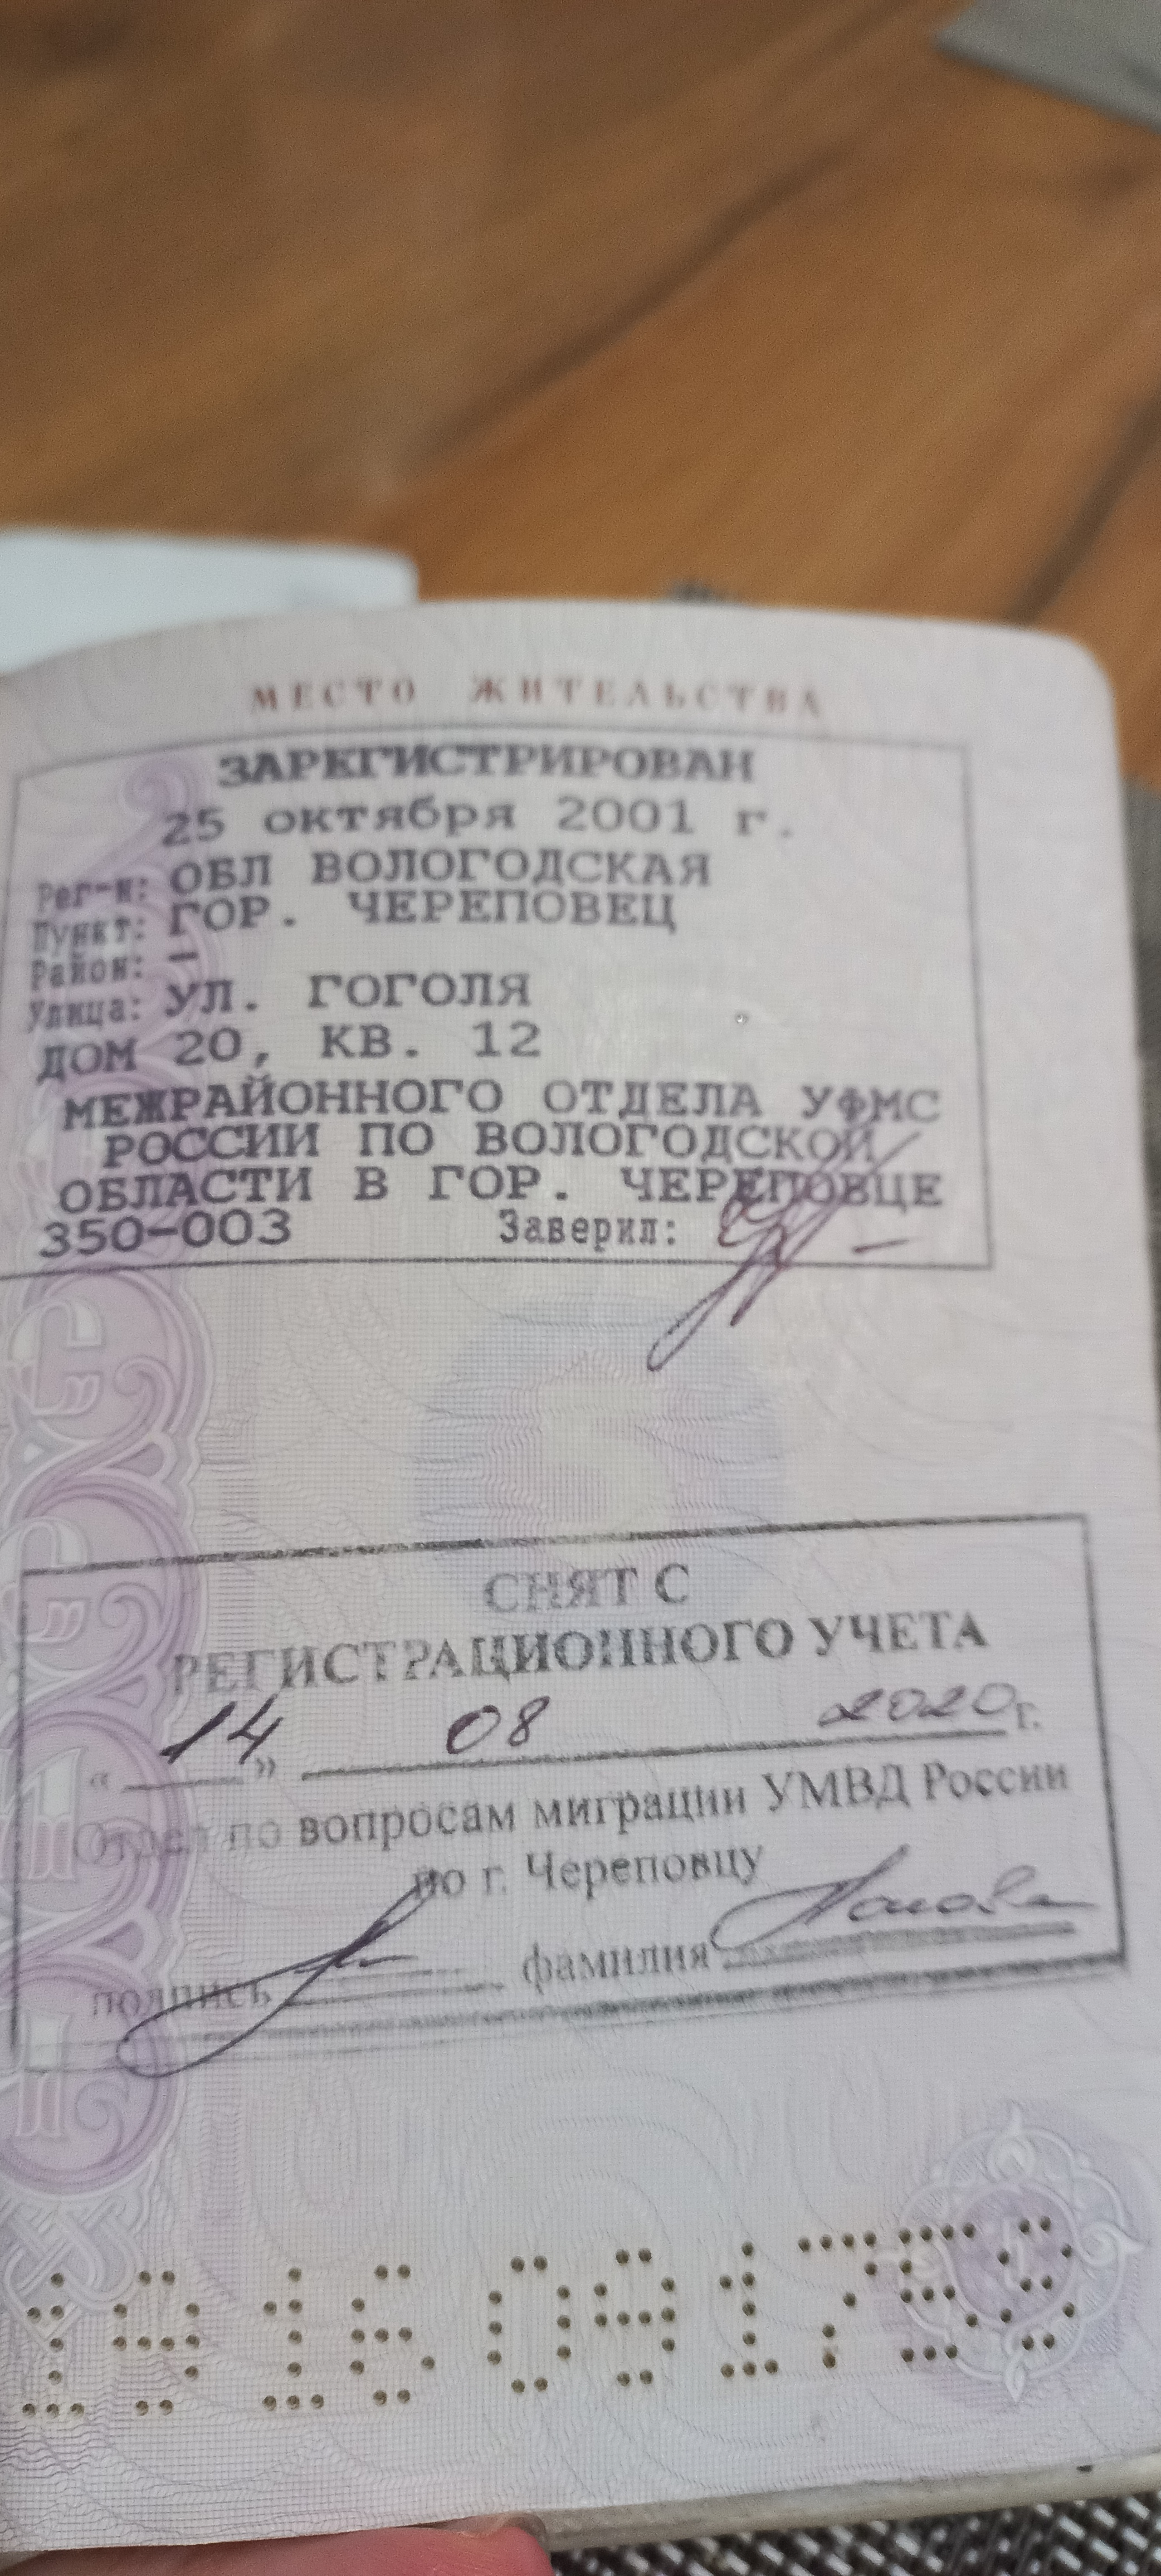 МЕСТО ЖИТЕЛЬСТВА
ЗАРЕГИСТРИРОВАН
25 октября 2001 г.
Рег-н: ОБЛ ВОЛОГОДСКАЯ
Пункт: ГОР. ЧЕРЕПОВЕЦ
Район: –
Улица: УЛ. ГОГОЛЯ
ДОМ 20, КВ. 12
МЕЖРАЙОННОГО ОТДЕЛА УФМС
РОССИИ ПО ВОЛОГОДСКОЙ
ОБЛАСТИ В ГОР. ЧЕРЕПОВЦЕ
350-003 Заверил:
СНЯТ С
РЕГИСТРАЦИОННОГО УЧЕТА
« 14 » 08 2020 г.
Отдел по вопросам миграции УМВД России
по г. Череповцу
подпись фамилия